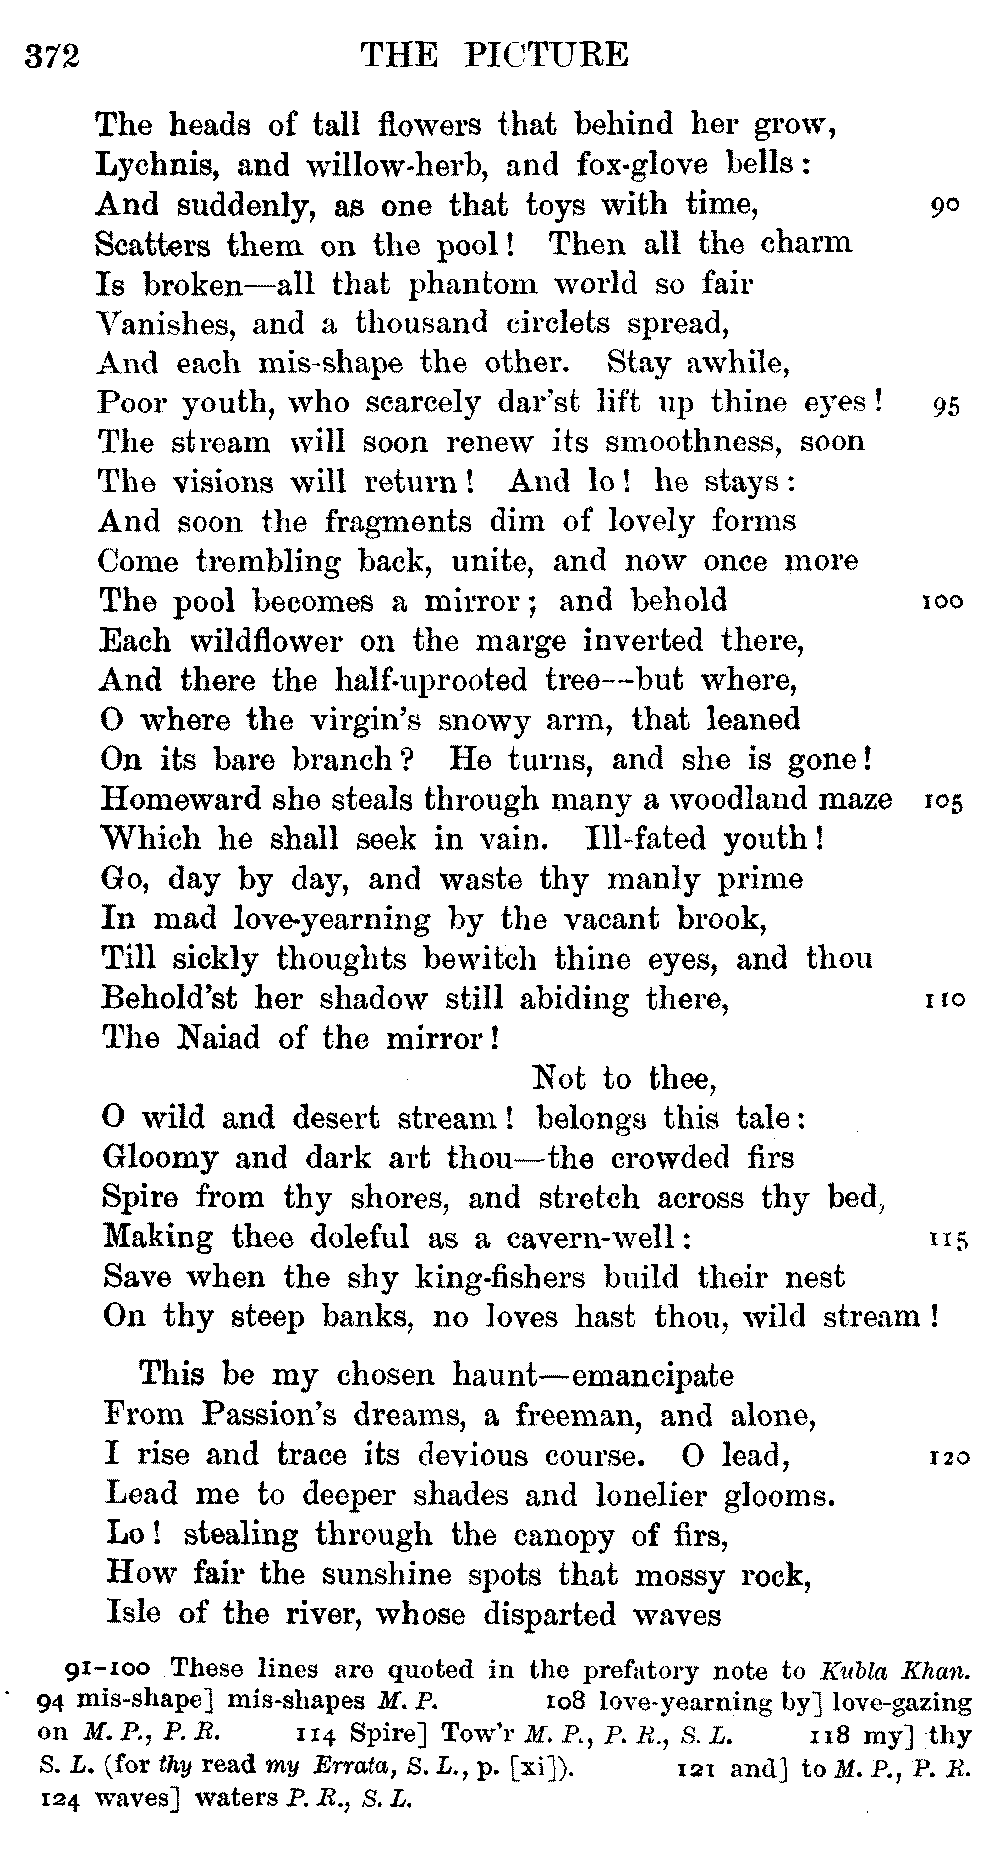 372 THE PICTURE
The heads of tall flowers that behind her grow,
Lychnis, and willow-herb, and fox-glove bells:
And suddenly, as one that toys with time, 90
Scatters them on the pool! Then all the charm
Is broken—all that phantom world so fair
Vanishes, and a thousand circlets spread,
And each mis-shape the other. Stay awhile,
Poor youth, who scarcely dar'st lift up thine eyes! 95
The stream will soon renew its smoothness, soon
The visions will return! And lo! he stays:
And soon the fragments dim of lovely forms
Come trembling back, unite, and now once more
The pool becomes a mirror; and behold 100
Each wildflower on the marge inverted there,
And there the half-uprooted tree—but where,
O where the virgin's snowy arm, that leaned
On its bare branch? He turns, and she is gone!
Homeward she steals through many a woodland maze 105
Which he shall seek in vain. Ill-fated youth!
Go, day by day, and waste thy manly prime
In mad love-yearning by the vacant brook,
Till sickly thoughts bewitch thine eyes, and thou
Behold'st her shadow still abiding there, 110
The Naiad of the mirror!
Not to thee,
O wild and desert stream! belongs this tale:
Gloomy and dark art thou—the crowded firs
Spire from thy shores, and stretch across thy bed,
Making thee doleful as a cavern-well: 115
Save when the shy king-fishers build their nest
On thy steep banks, no loves hast thou, wild stream!
This be my chosen haunt—emancipate
From Passion's dreams, a freeman, and alone,
I rise and trace its devious course. O lead, 120
Lead me to deeper shades and lonelier glooms.
Lo! stealing through the canopy of firs,
How fair the sunshine spots that mossy rock,
Isle of the river, whose disparted waves
91–100 These lines are quoted in the prefatory note to Kubla Khan.
94 mis-shape] mis-shapes M. P. 108 love-yearning by] love-gazing
on M. P., P. R. 114 Spire] Tow'r M. P., P. R., S. L. 118 my] thy
S. L. (for thy read my Errata, S. L., p. [xi]). 121 and] to M. P., P. R.
124 waves] waters P. R., S. L.